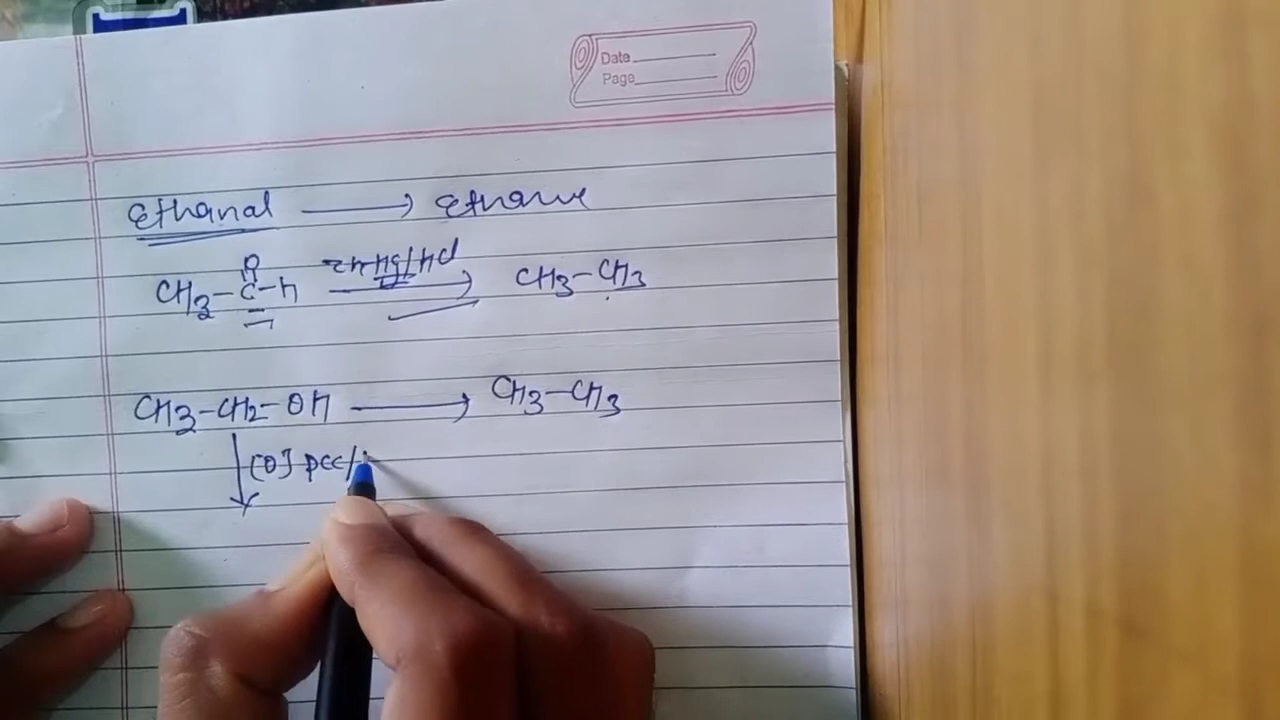 Date
Page
Ethanal → Ethane
O
CH3-C-H → CH3-CH3
CH3-CH2-OH → CH3-CH3
[O] pcc/